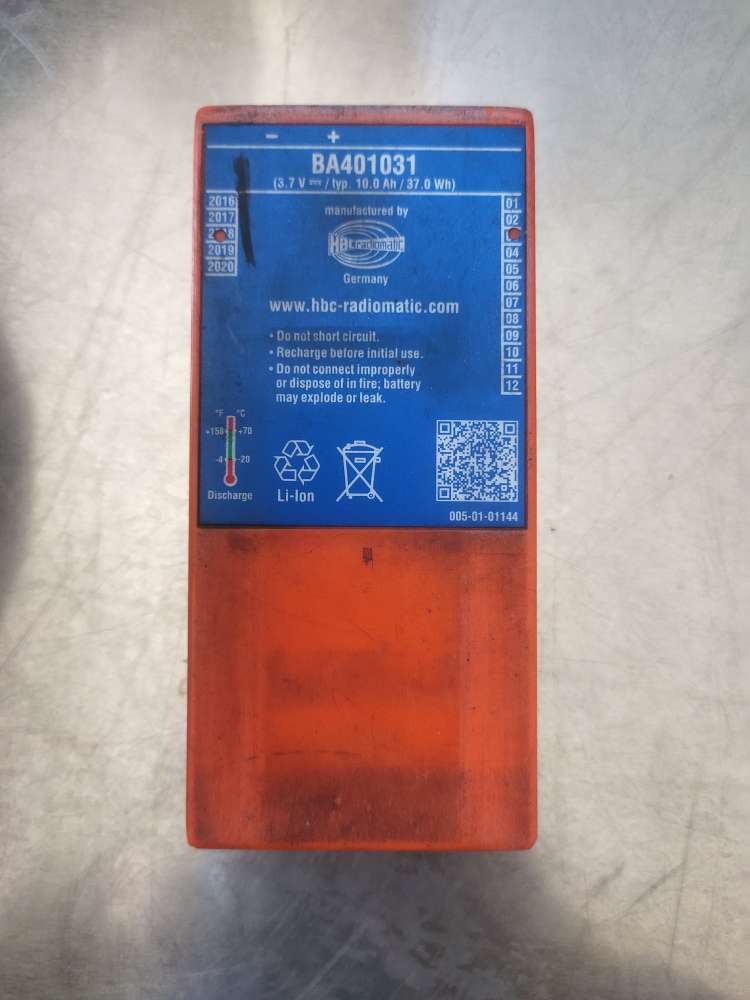 − +
BA401031
(3.7 V ⎓ / typ. 10.0 Ah / 37.0 Wh)
2016
2017
2018
2019
2020
manufactured by
HBC radiomatic
Germany
www.hbc-radiomatic.com
01
02
04
05
06
07
08
09
10
11
12
• Do not short circuit.
• Recharge before initial use.
• Do not connect improperly
or dispose of in fire; battery
may explode or leak.
°F °C
+158 +70
-4 -20
Discharge
Li-Ion
005-01-01144